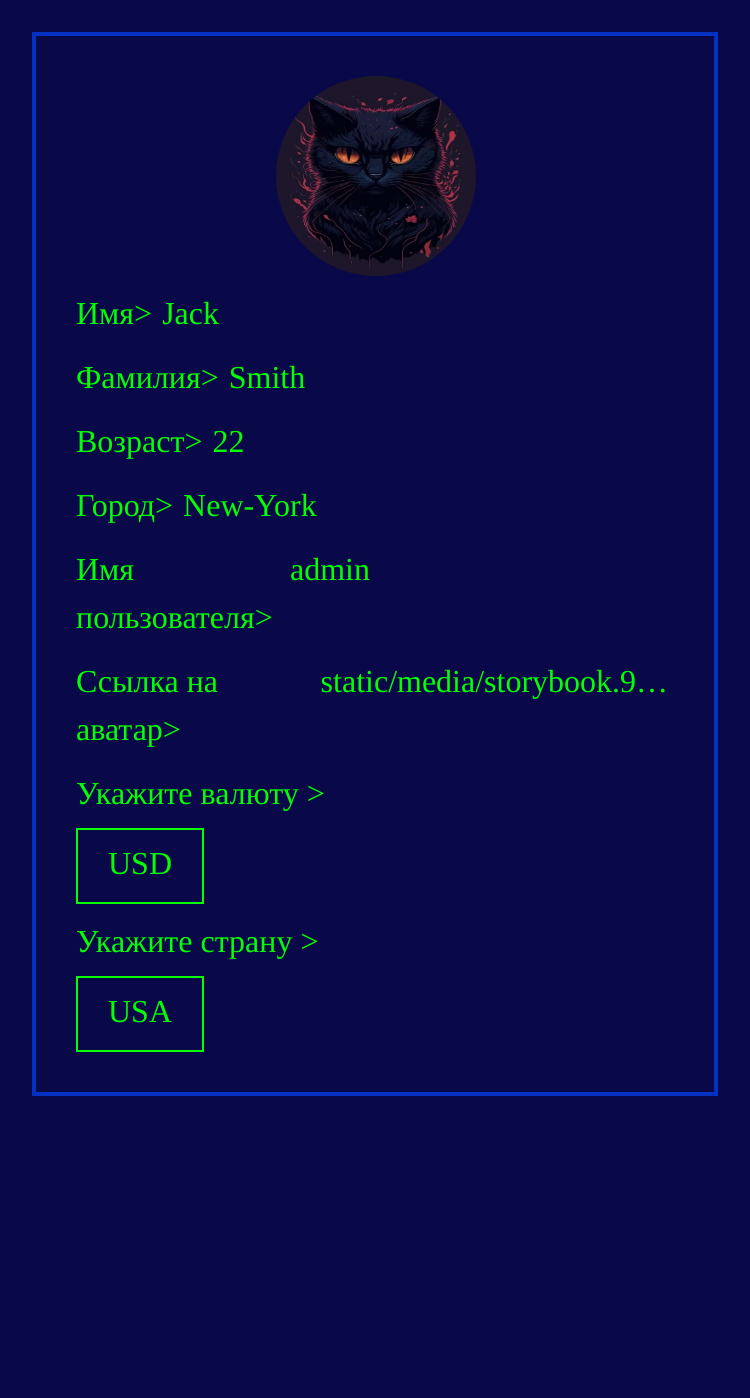 Имя> Jack
Фамилия> Smith
Возраст> 22
Город> New-York
Имя admin
пользователя>
Ссылка на static/media/storybook.9…
аватар>
Укажите валюту >
USD
Укажите страну >
USA